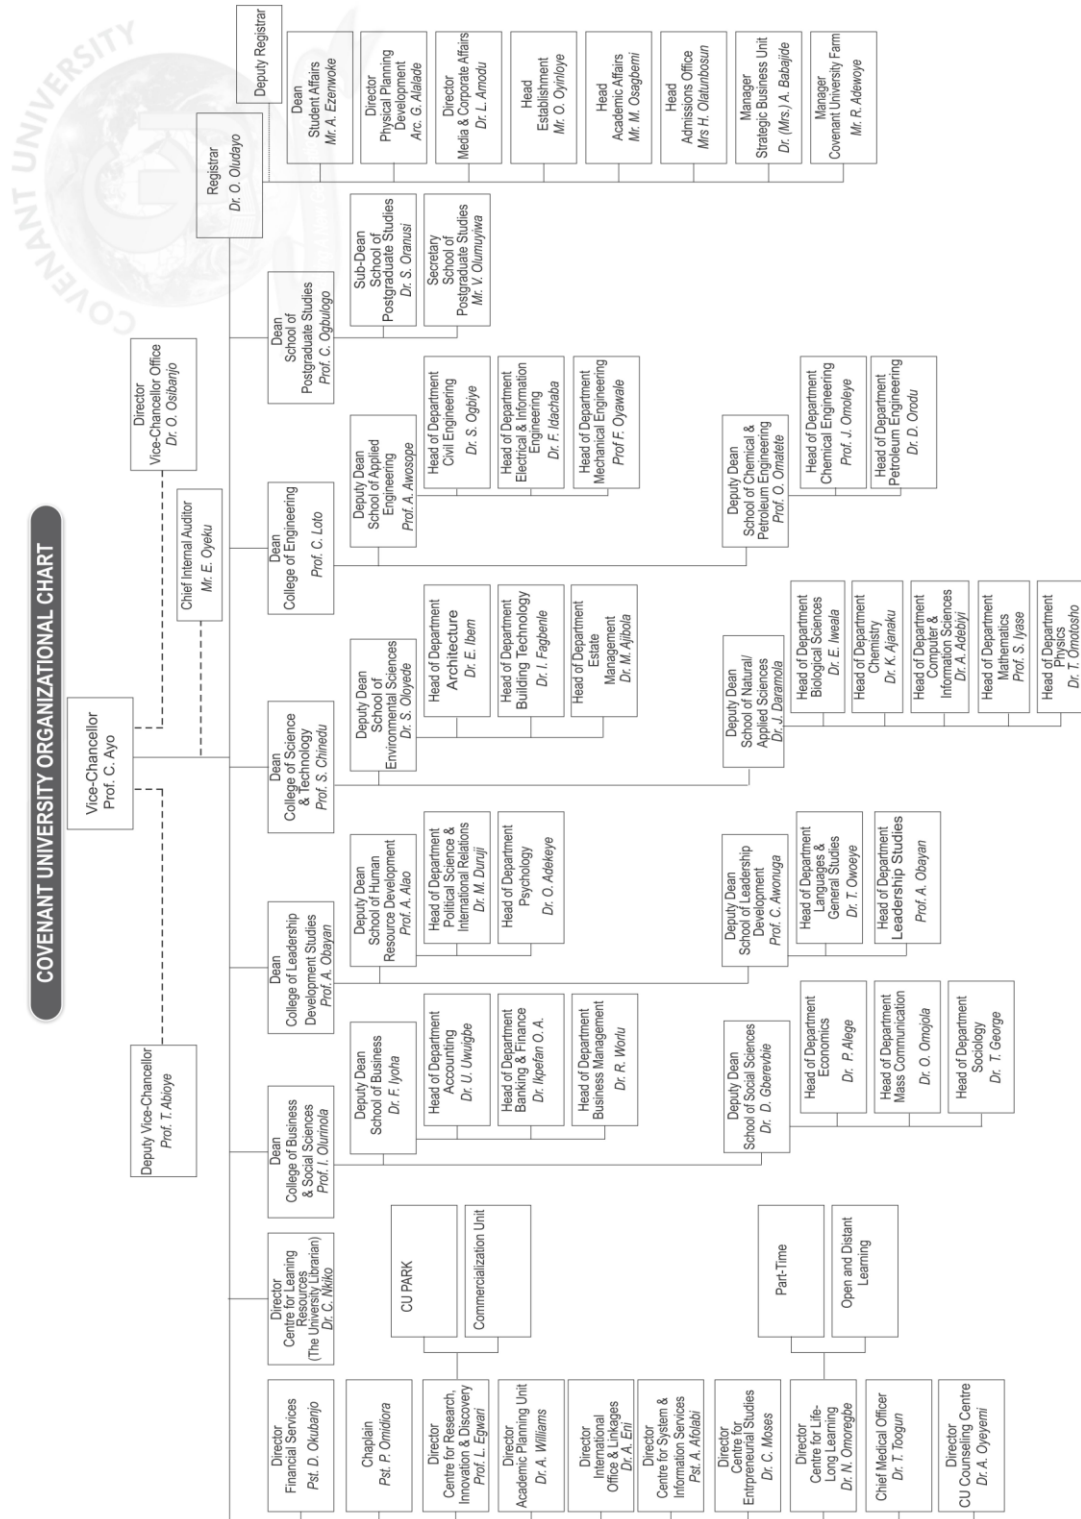 COVENANT UNIVERSITY ORGANIZATIONAL CHART
COVENANT UNIVERSITY
Vice-Chancellor
Prof. C. Ayo
Deputy Vice-Chancellor
Prof. T. Abioye
Director
Vice-Chancellor Office
Dr. O. Osibanjo
Chief Internal Auditor
Mr. E. Oyeku
Director
Financial Services
Pst. D. Okubanjo
Chaplain
Pst. P. Omidiora
Director
Centre for Research,
Innovation & Discovery
Prof. L. Egwari
CU PARK
Commercialization Unit
Director
Academic Planning Unit
Dr. A. Williams
Director
International
Office & Linkages
Dr. A. Eni
Director
Centre for System &
Information Services
Pst. A. Afolabi
Director
Centre for
Entrpreneurial Studies
Dr. C. Moses
Director
Centre for Life-
Long Learning
Dr. N. Omoregbe
Part-Time
Open and Distant
Learning
Chief Medical Officer
Dr. T. Toogun
Director
CU Counseling Centre
Dr. A. Oyeyemi
Director
Centre for Leaning
Resources
(The University Librarian)
Dr. C. Nkiko
Dean
College of Business
& Social Sciences
Prof. I. Olurinola
Deputy Dean
School of Business
Dr. F. Iyoha
Head of Department
Accounting
Dr. U. Uwuigbe
Head of Department
Banking & Finance
Dr. Ikpefan O. A.
Head of Department
Business Management
Dr. R. Worlu
Deputy Dean
School of Social Sciences
Dr. D. Gberevbie
Head of Department
Economics
Dr. P. Alege
Head of Department
Mass Communication
Dr. O. Omojola
Head of Department
Sociology
Dr. T. George
Dean
College of Leadership
Development Studies
Prof. A. Obayan
Deputy Dean
School of Human
Resource Development
Prof. A. Alao
Head of Department
Political Science &
International Relations
Dr. M. Duruji
Head of Department
Psychology
Dr. O. Adekeye
Deputy Dean
School of Leadership
Development
Prof. C. Awonuga
Head of Department
Languages &
General Studies
Dr. T. Owoeye
Head of Department
Leadership Studies
Prof. A. Obayan
Dean
College of Science
& Technology
Prof. S. Chinedu
Deputy Dean
School of
Environmental Sciences
Dr. S. Oloyede
Head of Department
Architecture
Dr. E. Ibem
Head of Department
Building Technology
Dr. I. Fagbenle
Head of Department
Estate
Management
Dr. M. Ajibola
Deputy Dean
School of Natural/
Applied Sciences
Dr. J. Daramola
Head of Department
Biological Sciences
Dr. E. Iweala
Head of Department
Chemistry
Dr. K. Ajanaku
Head of Department
Computer &
Information Sciences
Dr. A. Adebiyi
Head of Department
Mathematics
Prof. S. Iyase
Head of Department
Physics
Dr. T. Omotosho
Dean
College of Engineering
Prof. C. Loto
Deputy Dean
School of Applied
Engineering
Prof. A. Awosope
Head of Department
Civil Engineering
Dr. S. Ogbiye
Head of Department
Electrical & Information
Engineering
Dr. F. Idachaba
Head of Department
Mechanical Engineering
Prof F. Oyawale
Deputy Dean
School of Chemical &
Petroleum Engineering
Prof. O. Omatete
Head of Department
Chemical Engineering
Prof. J. Omoleye
Head of Department
Petroleum Engineering
Dr. D. Orodu
Dean
School of
Postgraduate Studies
Prof. C. Ogbulogo
Sub-Dean
School of
Postgraduate Studies
Dr. S. Oranusi
Secretary
School of
Postgraduate Studies
Mr. V. Olumuyiwa
Registrar
Dr. O. Oludayo
Deputy Registrar
Dean
Student Affairs
Mr. A. Ezenwoke
Director
Physical Planning
Development
Arc. G. Alalade
Director
Media & Corporate Affairs
Dr. L. Amodu
Head
Establishment
Mr. O. Oyinloye
Head
Academic Affairs
Mr. M. Osagbemi
Head
Admissions Office
Mrs H. Olatunbosun
Manager
Strategic Business Unit
Dr. (Mrs.) A. Babajide
Manager
Covenant University Farm
Mr. R. Adewoye